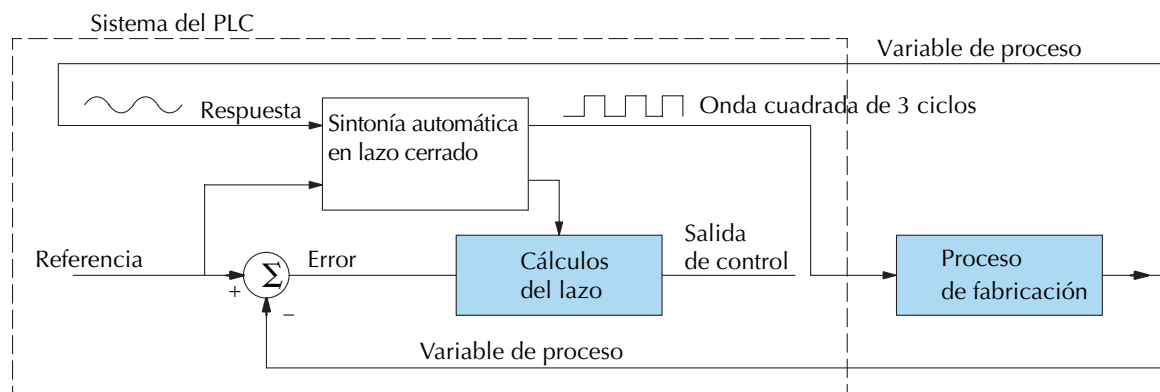 Sistema del PLC
Variable de proceso
Respuesta
Onda cuadrada de 3 ciclos
Sintonía automática
en lazo cerrado
Referencia
+
Σ
−
Error
Cálculos
del lazo
Salida
de control
Proceso
de fabricación
Variable de proceso